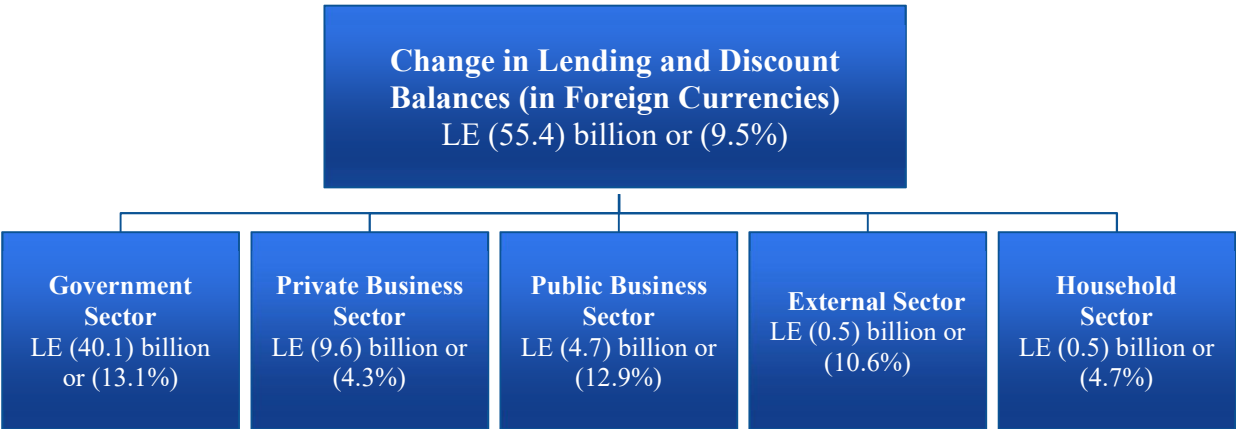 Change in Lending and Discount
Balances (in Foreign Currencies)
LE (55.4) billion or (9.5%)
Government
Sector
LE (40.1) billion
or (13.1%)
Private Business
Sector
LE (9.6) billion or
(4.3%)
Public Business
Sector
LE (4.7) billion or
(12.9%)
External Sector
LE (0.5) billion or
(10.6%)
Household
Sector
LE (0.5) billion or
(4.7%)